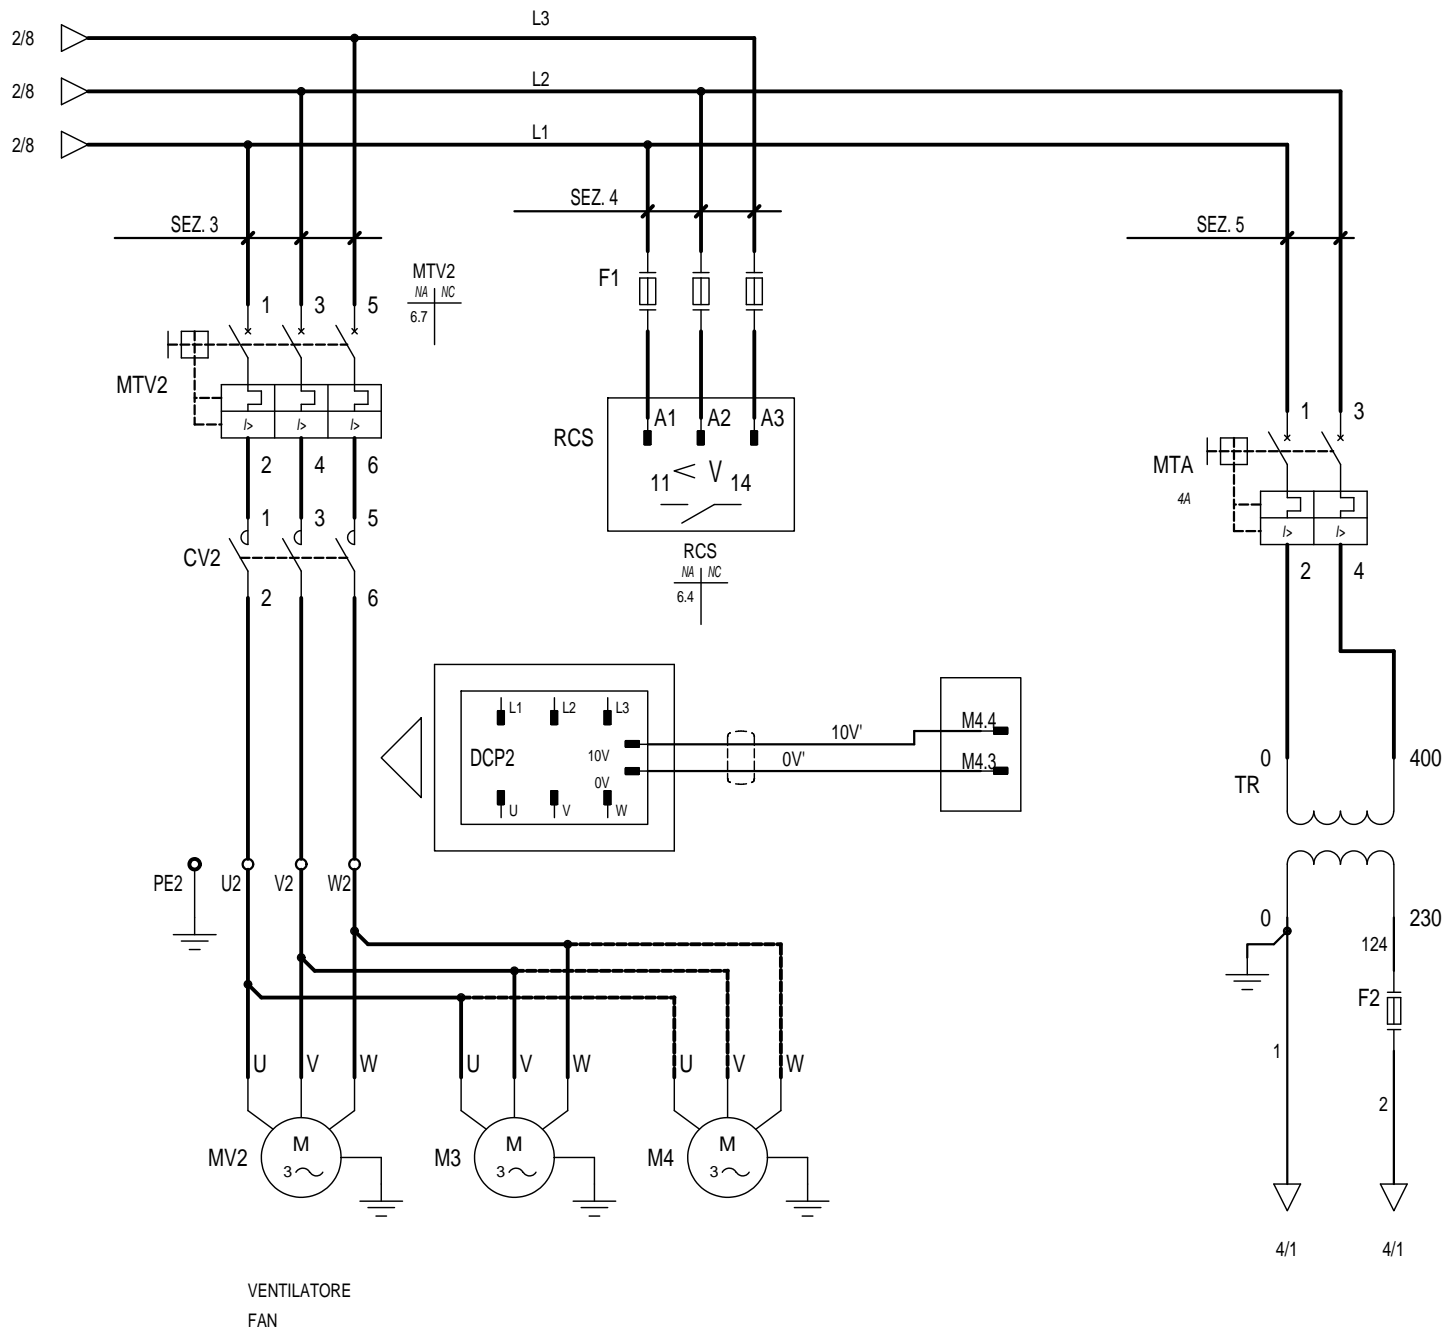 L3
2/8
L2
2/8
L1
2/8
SEZ. 4
SEZ. 3
SEZ. 5
MTV2
NA NC
6.7
F1
1 3 5
MTV2
I> I> I>
2 4 6
RCS
A1 A2 A3
< V
11 14
RCS
NA NC
6.4
1 3
MTA
4A
I> I>
2 4
1 3 5
CV2
2 6
L1 L2 L3
DCP2
10V
0V
U V W
10V'
0V'
M4.4
M4.3
0 400
TR
0 230
124
F2
1
2
PE2 U2 V2 W2
U V W
U V W
U V W
MV2
M
3
M3
M
3
M4
M
3
4/1 4/1
VENTILATORE
FAN